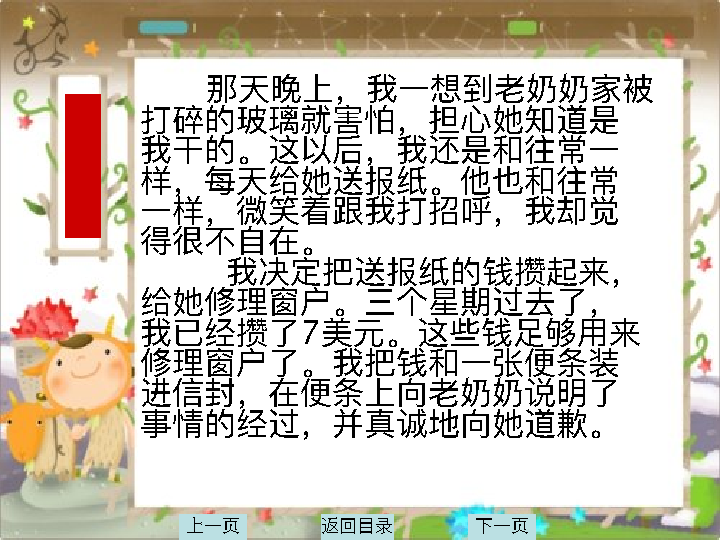 CAPRICORN
那天晚上，我一想到老奶奶家被
打碎的玻璃就害怕，担心她知道是
我干的。这以后，我还是和往常一
样，每天给她送报纸。他也和往常
一样，微笑着跟我打招呼，我却觉
得很不自在。
我决定把送报纸的钱攒起来，
给她修理窗户。三个星期过去了，
我已经攒了7美元。这些钱足够用来
修理窗户了。我把钱和一张便条装
进信封，在便条上向老奶奶说明了
事情的经过，并真诚地向她道歉。
上一页
返回目录
下一页